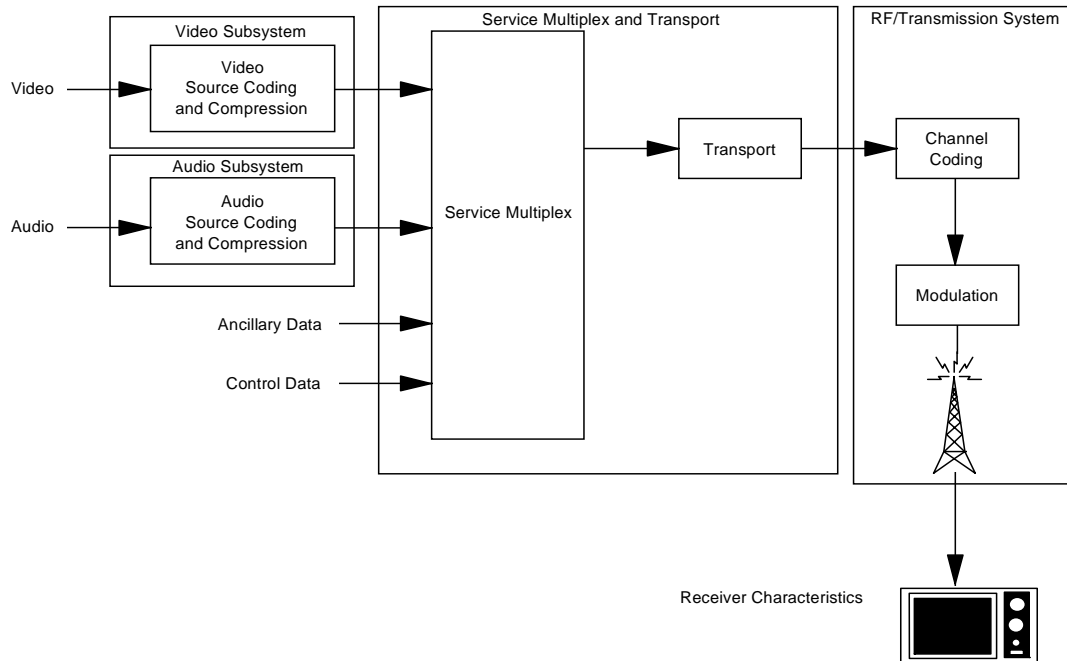 Service Multiplex and Transport
RF/Transmission System
Video Subsystem
Video
Source Coding
and Compression
Video
Audio Subsystem
Audio
Source Coding
and Compression
Audio
Service Multiplex
Transport
Channel
Coding
Modulation
Ancillary Data
Control Data
Receiver Characteristics